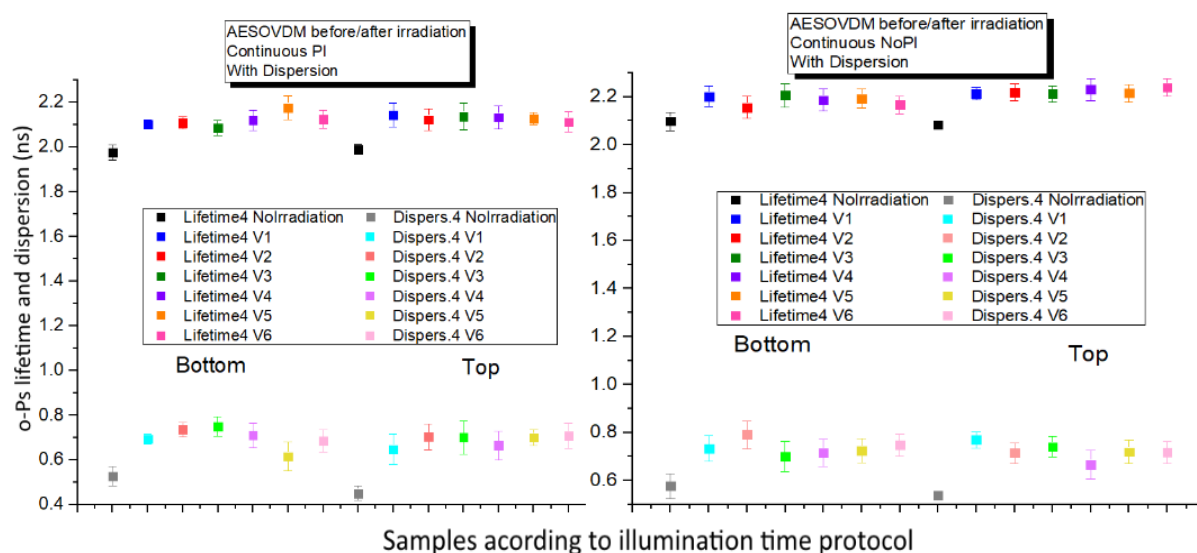 AESOVDM before/after irradiation
Continuous PI
With Dispersion
AESOVDM before/after irradiation
Continuous NoPI
With Dispersion
o-Ps lifetime and dispersion (ns)
2.2
2.1
2.0
1.0
0.8
0.6
0.4
2.2
2.0
1.8
1.6
1.4
1.2
1.0
0.8
0.6
Lifetime4 NoIrradiation
Dispers.4 NoIrradiation
Lifetime4 V1
Dispers.4 V1
Lifetime4 V2
Dispers.4 V2
Lifetime4 V3
Dispers.4 V3
Lifetime4 V4
Dispers.4 V4
Lifetime4 V5
Dispers.4 V5
Lifetime4 V6
Dispers.4 V6
Bottom
Top
Lifetime4 NoIrradiation
Dispers.4 NoIrradiation
Lifetime4 V1
Dispers.4 V1
Lifetime4 V2
Dispers.4 V2
Lifetime4 V3
Dispers.4 V3
Lifetime4 V4
Dispers.4 V4
Lifetime4 V5
Dispers.4 V5
Lifetime4 V6
Dispers.4 V6
Bottom
Top
Samples acording to illumination time protocol